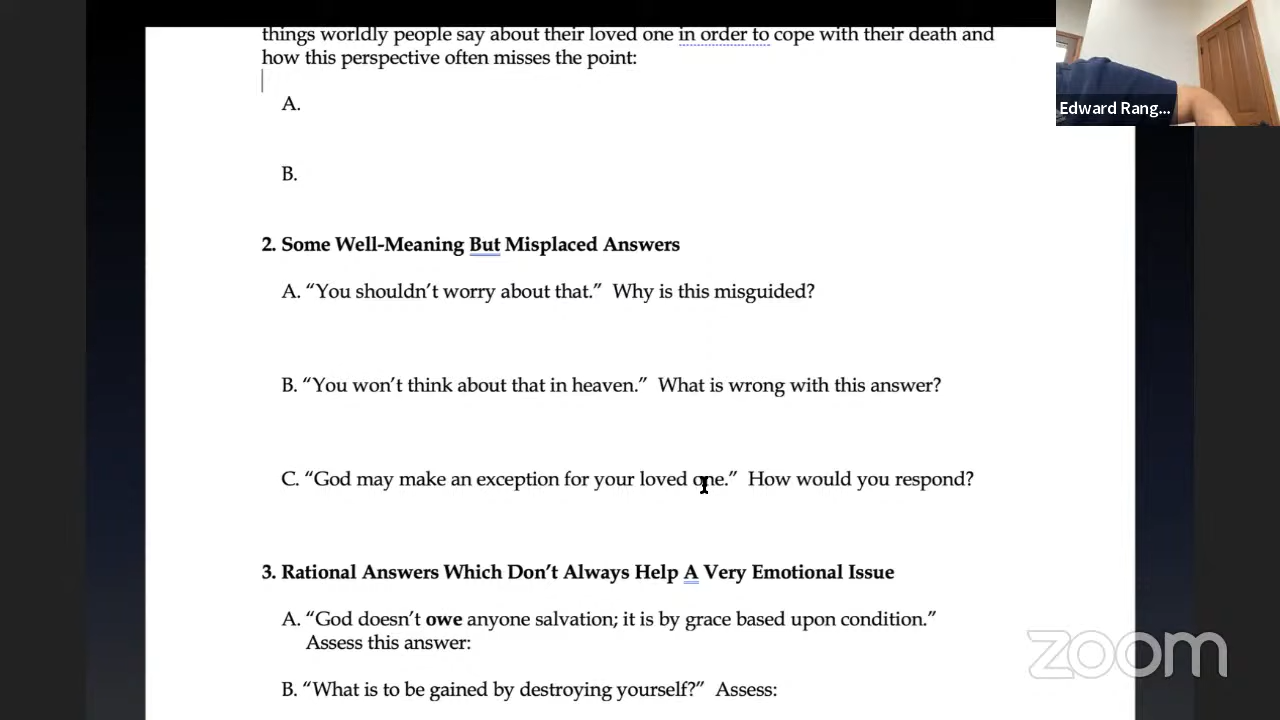 things worldly people say about their loved one in order to cope with their death and
how this perspective often misses the point:
A.
B.
2. Some Well-Meaning But Misplaced Answers
A. “You shouldn’t worry about that.”  Why is this misguided?
B. “You won’t think about that in heaven.”  What is wrong with this answer?
C. “God may make an exception for your loved one.”  How would you respond?
3. Rational Answers Which Don’t Always Help A Very Emotional Issue
A. “God doesn’t owe anyone salvation; it is by grace based upon condition.”
Assess this answer:
B. “What is to be gained by destroying yourself?”  Assess:
Edward Rang...
zoom